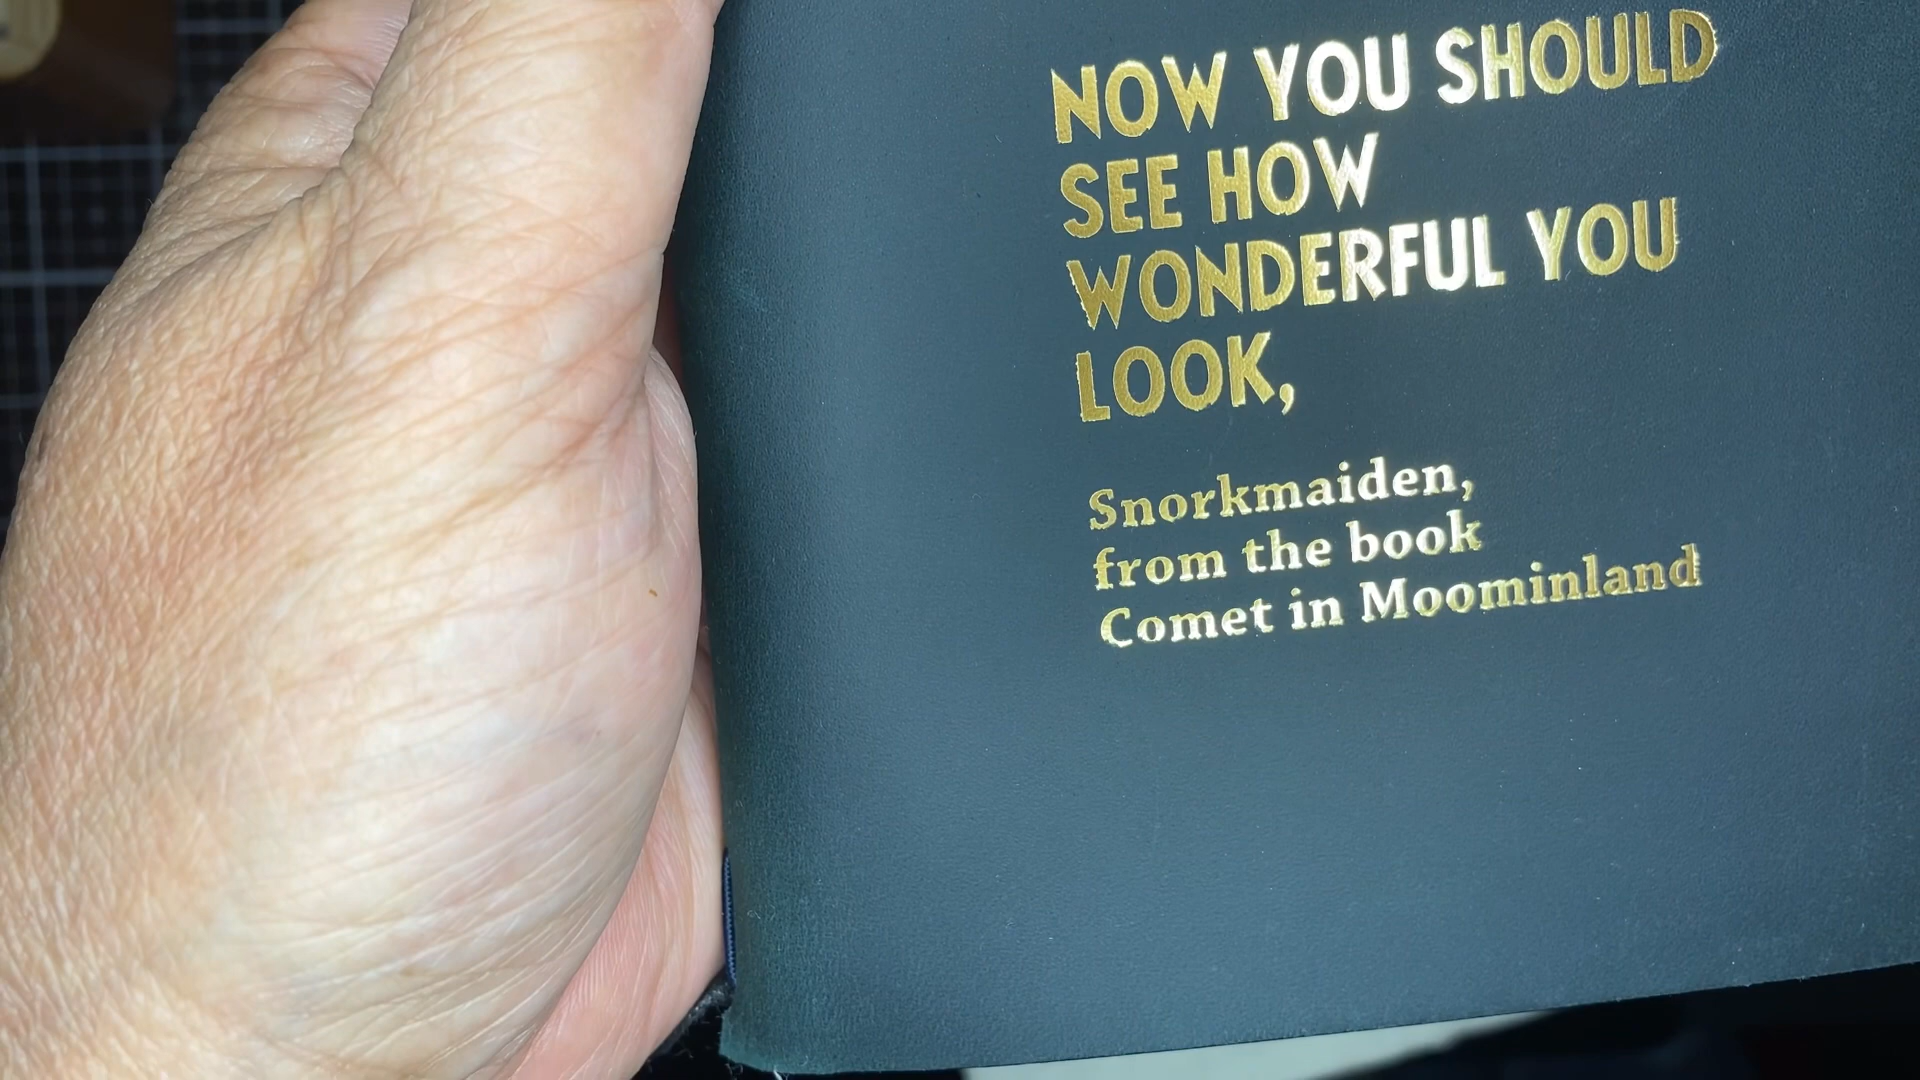 NOW YOU SHOULD
SEE HOW
WONDERFUL YOU
LOOK,
Snorkmaiden,
from the book
Comet in Moominland